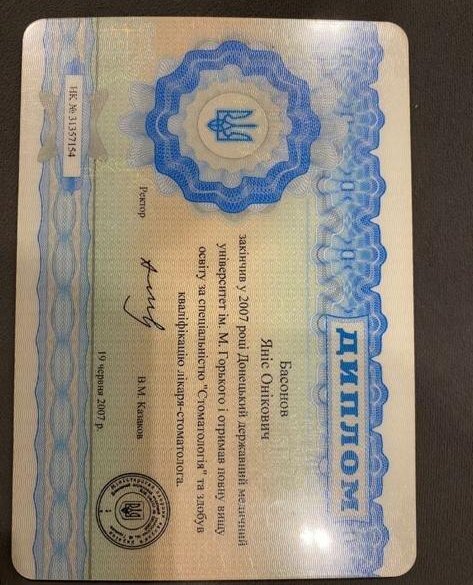 ДИПЛОМ
НК № 31357154
Басонов
Яніс Онікович
закінчив у 2007 році Донецький державний медичний
університет ім. М. Горького і отримав повну вищу
освіту за спеціальністю "Стоматологія" та здобув
кваліфікацію лікаря-стоматолога.
Ректор В.М. Казаков
19 червня 2007 р.